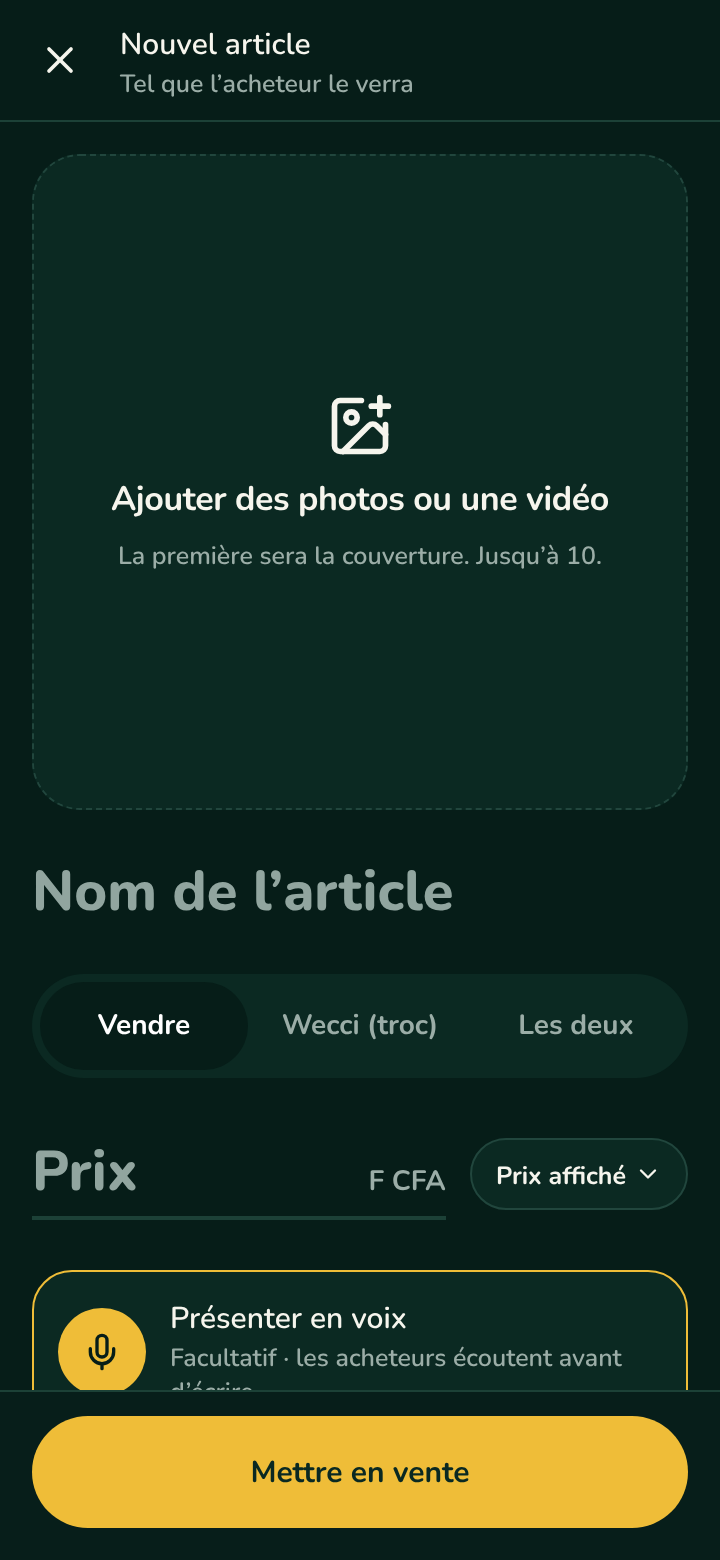 Nouvel article
Tel que l’acheteur le verra
Ajouter des photos ou une vidéo
La première sera la couverture. Jusqu’à 10.
Nom de l’article
Vendre
Wecci (troc)
Les deux
Prix
F CFA
Prix affiché
Présenter en voix
Facultatif · les acheteurs écoutent avant
d’écrire
Mettre en vente